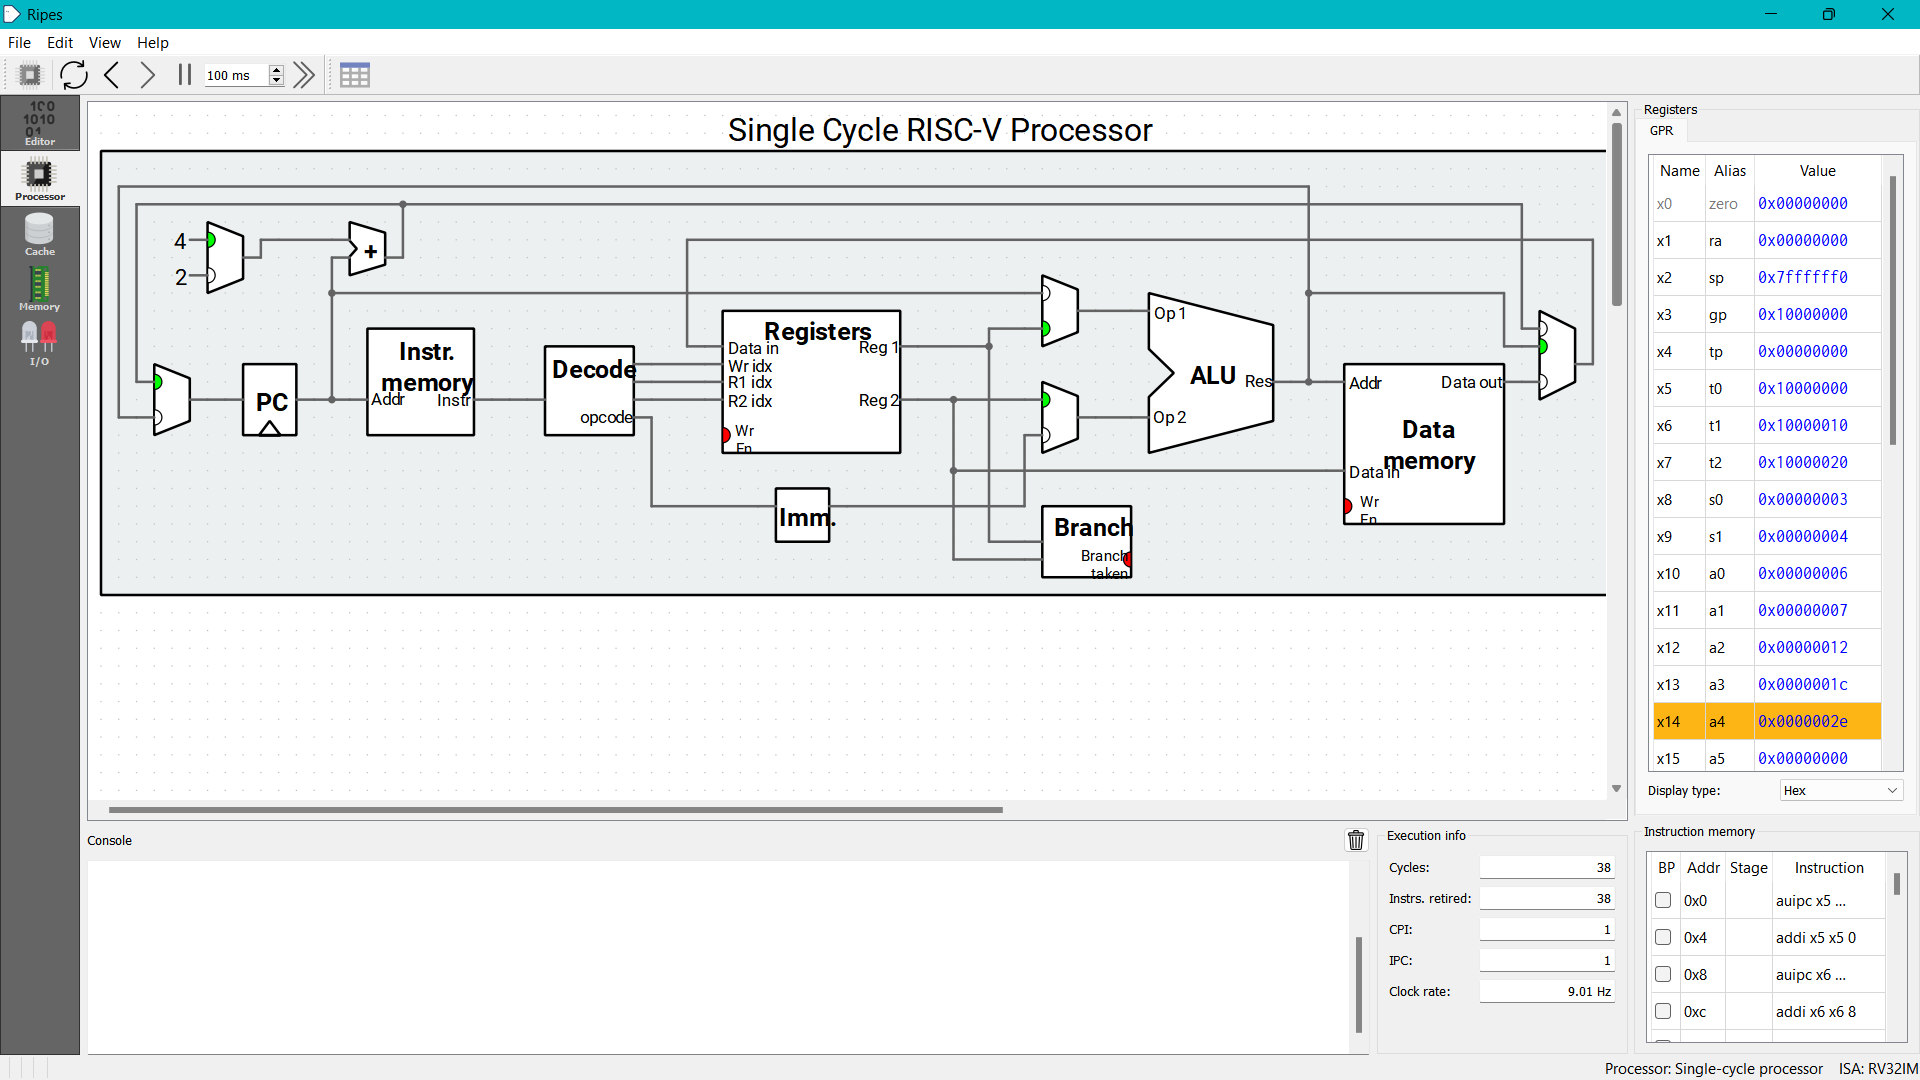 Ripes
File Edit View Help
100 ms
Editor
Processor
Cache
Memory
I/O
Single Cycle RISC-V Processor
4
2
+
PC
Instr.
memory
Addr Instr
Decode
opcode
Registers
Data in Reg 1
Wr idx
R1 idx
R2 idx Reg 2
Wr
En
Imm.
Op 1
ALU Res
Op 2
Branch
Branch
taken
Addr Data out
Data
memory
Data in
Wr
En
Registers
GPR
Name Alias Value
x0 zero 0x00000000
x1 ra 0x00000000
x2 sp 0x7ffffff0
x3 gp 0x10000000
x4 tp 0x00000000
x5 t0 0x10000000
x6 t1 0x10000010
x7 t2 0x10000020
x8 s0 0x00000003
x9 s1 0x00000004
x10 a0 0x00000006
x11 a1 0x00000007
x12 a2 0x00000012
x13 a3 0x0000001c
x14 a4 0x0000002e
x15 a5 0x00000000
Display type: Hex
Console
Execution info
Cycles: 38
Instrs. retired: 38
CPI: 1
IPC: 1
Clock rate: 9.01 Hz
Instruction memory
BP Addr Stage Instruction
0x0 auipc x5 ...
0x4 addi x5 x5 0
0x8 auipc x6 ...
0xc addi x6 x6 8
Processor: Single-cycle processor ISA: RV32IM